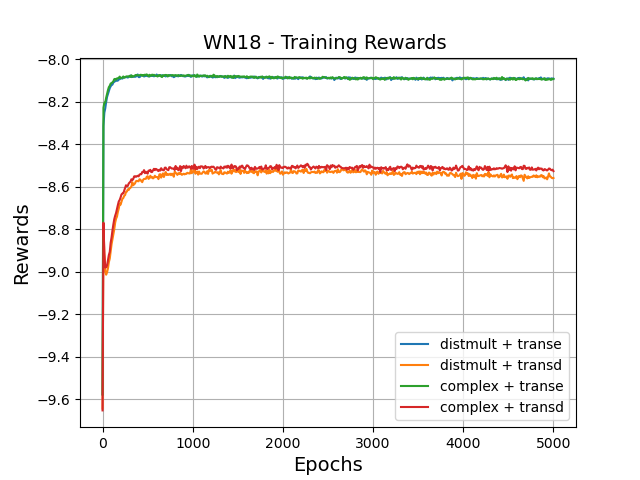 WN18 - Training Rewards
Rewards
−8.0
−8.2
−8.4
−8.6
−8.8
−9.0
−9.2
−9.4
−9.6
distmult + transe
distmult + transd
complex + transe
complex + transd
0 1000 2000 3000 4000 5000
Epochs